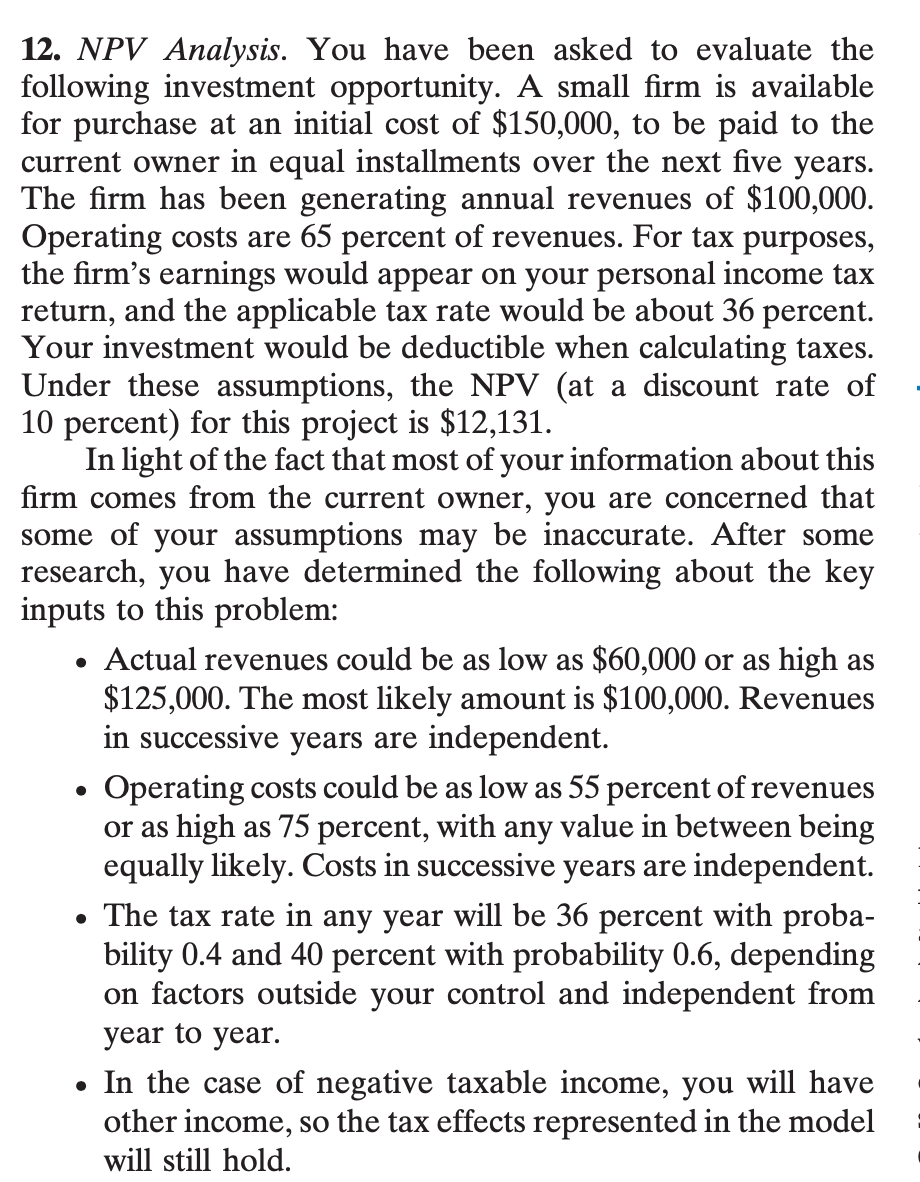 12. NPV Analysis. You have been asked to evaluate the
following investment opportunity. A small firm is available
for purchase at an initial cost of $150,000, to be paid to the
current owner in equal installments over the next five years.
The firm has been generating annual revenues of $100,000.
Operating costs are 65 percent of revenues. For tax purposes,
the firm's earnings would appear on your personal income tax
return, and the applicable tax rate would be about 36 percent.
Your investment would be deductible when calculating taxes.
Under these assumptions, the NPV (at a discount rate of
10 percent) for this project is $12,131.
In light of the fact that most of your information about this
firm comes from the current owner, you are concerned that
some of your assumptions may be inaccurate. After some
research, you have determined the following about the key
inputs to this problem:
• Actual revenues could be as low as $60,000 or as high as
$125,000. The most likely amount is $100,000. Revenues
in successive years are independent.
• Operating costs could be as low as 55 percent of revenues
or as high as 75 percent, with any value in between being
equally likely. Costs in successive years are independent.
• The tax rate in any year will be 36 percent with proba-
bility 0.4 and 40 percent with probability 0.6, depending
on factors outside your control and independent from
year to year.
• In the case of negative taxable income, you will have
other income, so the tax effects represented in the model
will still hold.